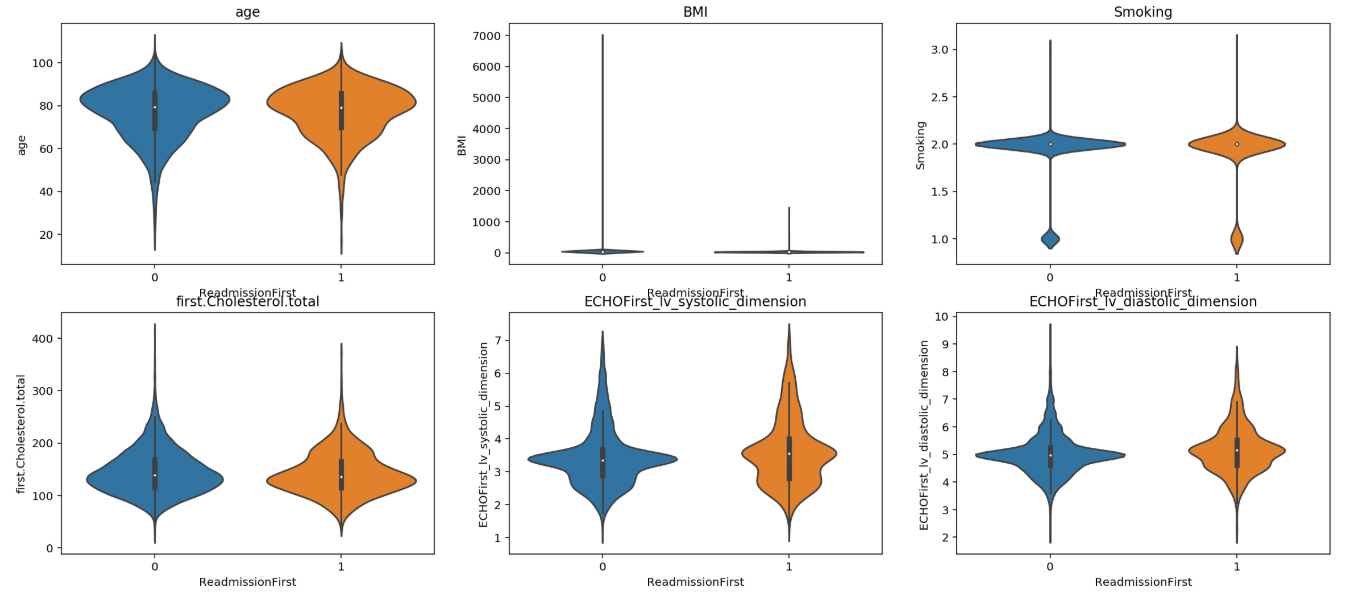 age
BMI
Smoking
age
100
80
60
40
20
0
1
ReadmissionFirst
BMI
7000
6000
5000
4000
3000
2000
1000
0
0
1
ReadmissionFirst
Smoking
3.0
2.5
2.0
1.5
1.0
0
1
ReadmissionFirst
first.Cholesterol.total
ECHOFirst_lv_systolic_dimension
ECHOFirst_lv_diastolic_dimension
first.Cholesterol.total
400
300
200
100
0
0
1
ReadmissionFirst
ECHOFirst_lv_systolic_dimension
7
6
5
4
3
2
1
0
1
ReadmissionFirst
ECHOFirst_lv_diastolic_dimension
10
9
8
7
6
5
4
3
2
0
1
ReadmissionFirst